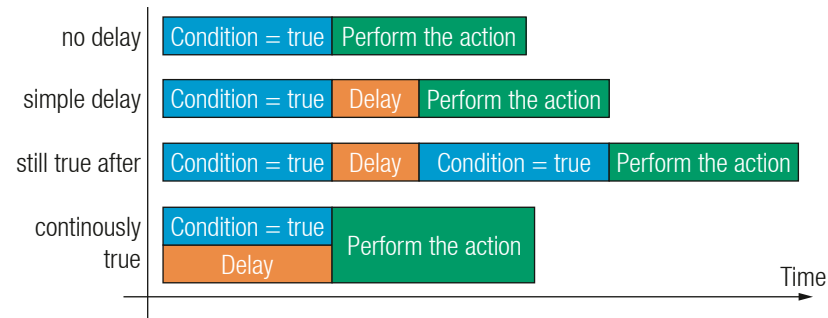 no delay Condition = true Perform the action
simple delay Condition = true Delay Perform the action
still true after Condition = true Delay Condition = true Perform the action
continously
true
Condition = true
Delay
Perform the action
Time